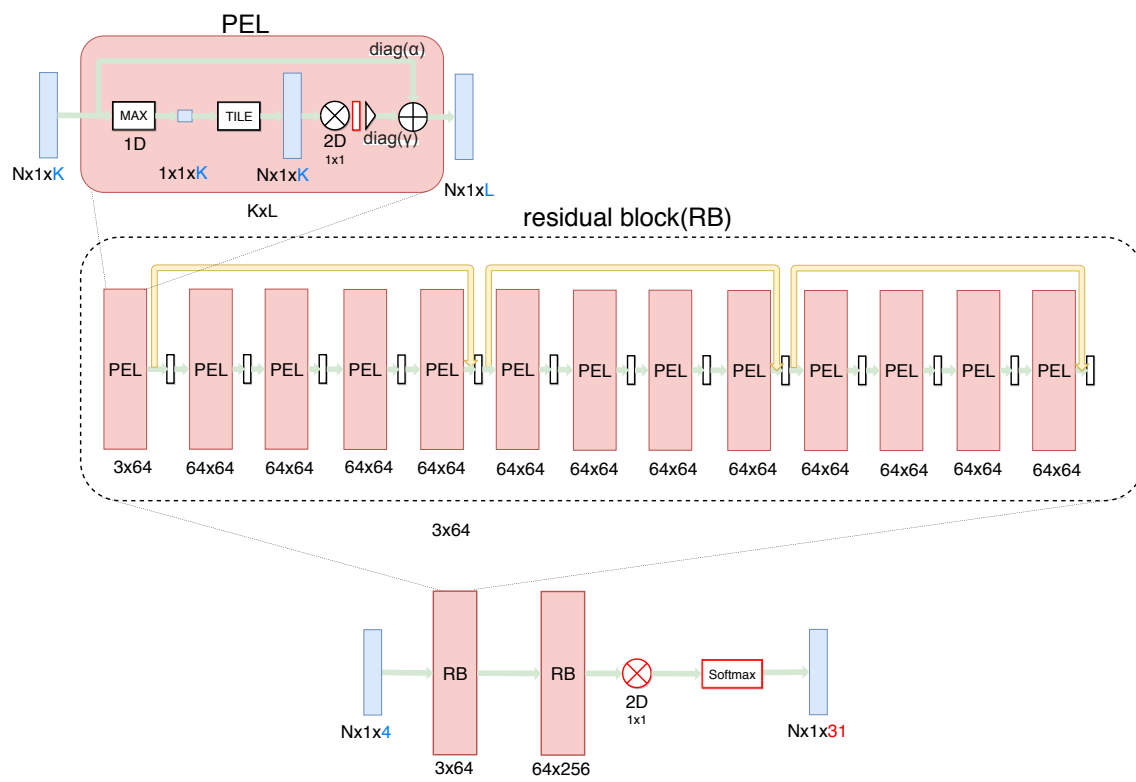 PEL
diag(α)
MAX
TILE
1D
2D
1x1
diag(γ)
Nx1xK
1x1xK
Nx1xK
Nx1xL
KxL
residual block(RB)
PEL PEL PEL PEL PEL PEL PEL PEL PEL PEL PEL PEL PEL
3x64 64x64 64x64 64x64 64x64 64x64 64x64 64x64 64x64 64x64 64x64 64x64 64x64
3x64
RB RB
Softmax
2D
1x1
Nx1x4
Nx1x31
3x64 64x256